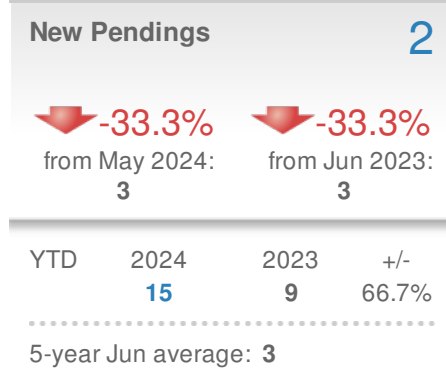 New Pendings 2
-33.3% -33.3%
from May 2024: from Jun 2023:
3 3
YTD 2024 2023 +/-
15 9 66.7%
5-year Jun average: 3